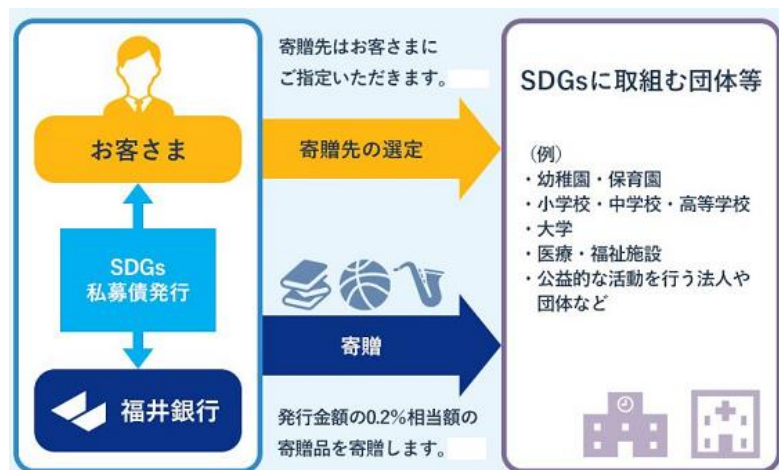 お客さま
SDGs
私募債発行
福井銀行
寄贈先はお客さまに
ご指定いただきます。
寄贈先の選定
寄贈
発行金額の0.2%相当額の
寄贈品を寄贈します。
SDGsに取組む団体等
（例）
・幼稚園・保育園
・小学校・中学校・高等学校
・大学
・医療・福祉施設
・公益的な活動を行う法人や
団体など